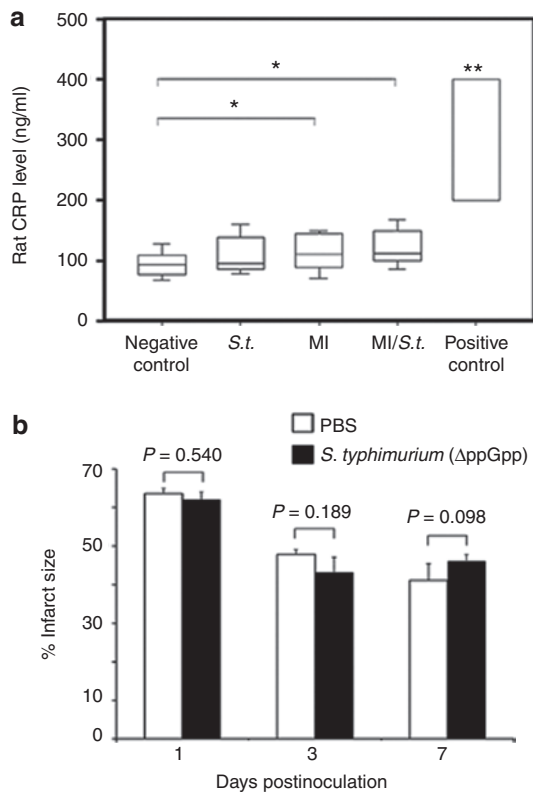 a
Rat CRP level (ng/ml)
500
400
300
200
100
0
*
*
**
Negative control
S.t.
MI
MI/S.t.
Positive control
b
PBS
S. typhimurium (ΔppGpp)
% Infarct size
70
50
30
10
0
P = 0.540
P = 0.189
P = 0.098
1 3 7
Days postinoculation